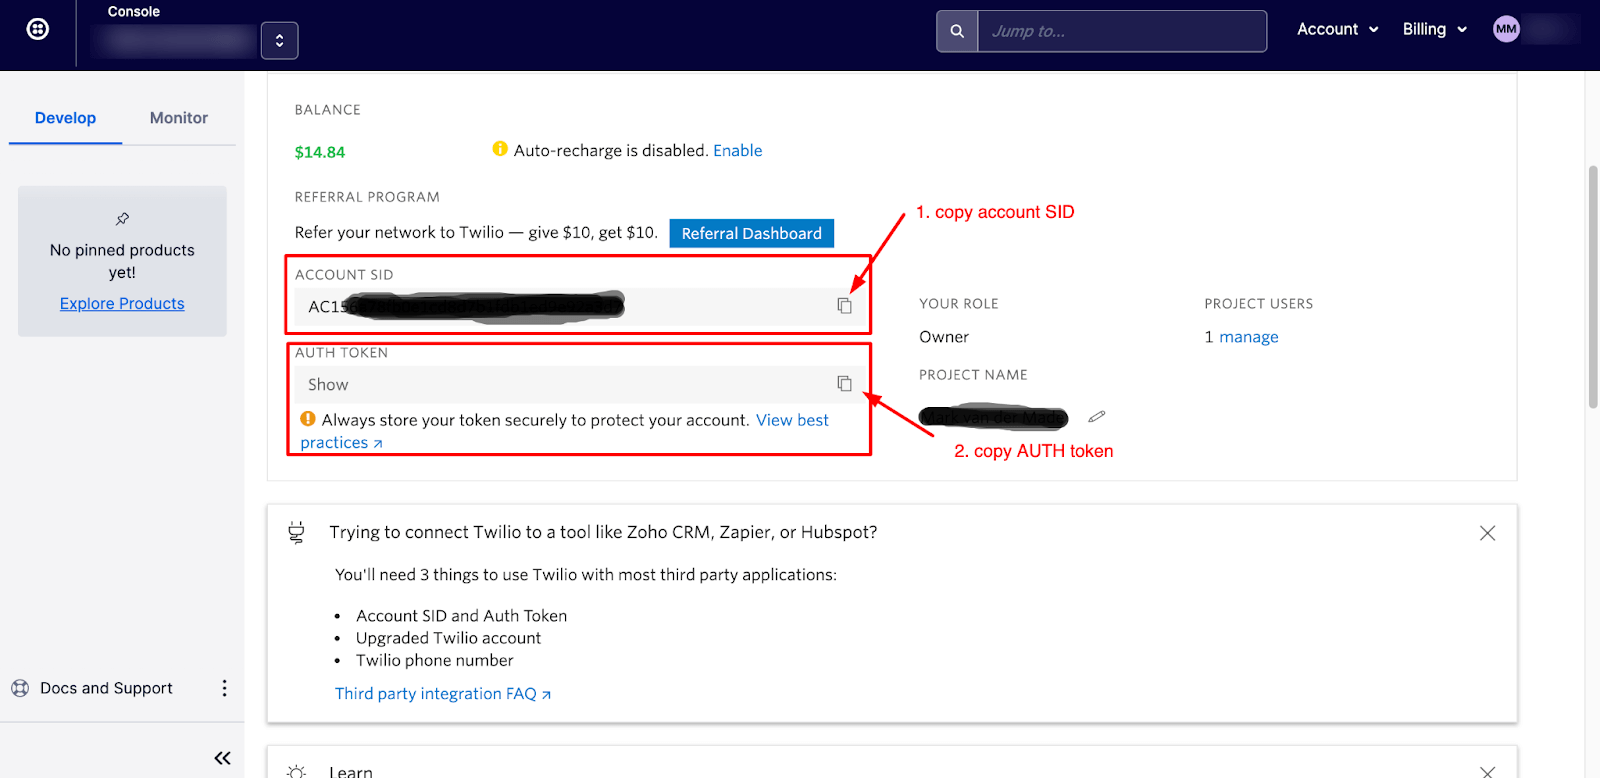 Console
Jump to...
Account
Billing
MM
Develop
Monitor
BALANCE
$14.84
Auto-recharge is disabled. Enable
No pinned products
yet!
Explore Products
REFERRAL PROGRAM
Refer your network to Twilio — give $10, get $10.
Referral Dashboard
1. copy account SID
ACCOUNT SID
AC15
AUTH TOKEN
Show
Always store your token securely to protect your account. View best
practices
2. copy AUTH token
YOUR ROLE
Owner
PROJECT USERS
1 manage
PROJECT NAME
Trying to connect Twilio to a tool like Zoho CRM, Zapier, or Hubspot?
You'll need 3 things to use Twilio with most third party applications:
• Account SID and Auth Token
• Upgraded Twilio account
• Twilio phone number
Third party integration FAQ
Docs and Support
Learn